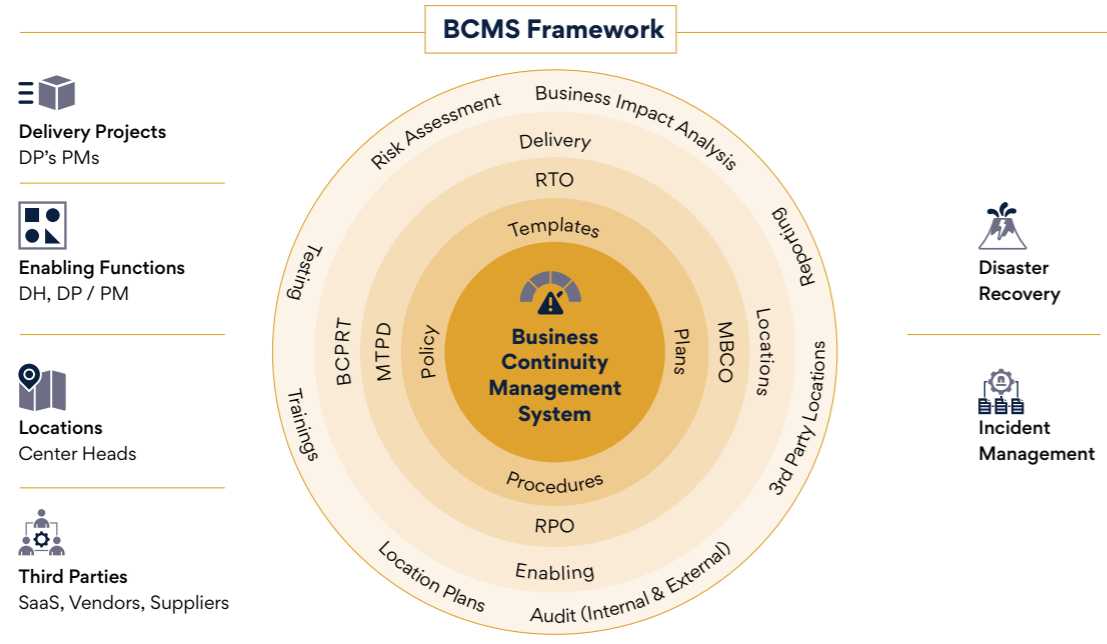 BCMS Framework
Delivery Projects
DP's PMs
Enabling Functions
DH, DP / PM
Locations
Center Heads
Third Parties
SaaS, Vendors, Suppliers
Risk Assessment
Business Impact Analysis
Reporting
3rd Party Locations
Audit (Internal & External)
Location Plans
Trainings
Testing
Delivery
Locations
Enabling
BCPRT
RTO
MBCO
RPO
MTPD
Templates
Plans
Procedures
Policy
Business
Continuity
Management
System
Disaster
Recovery
Incident
Management